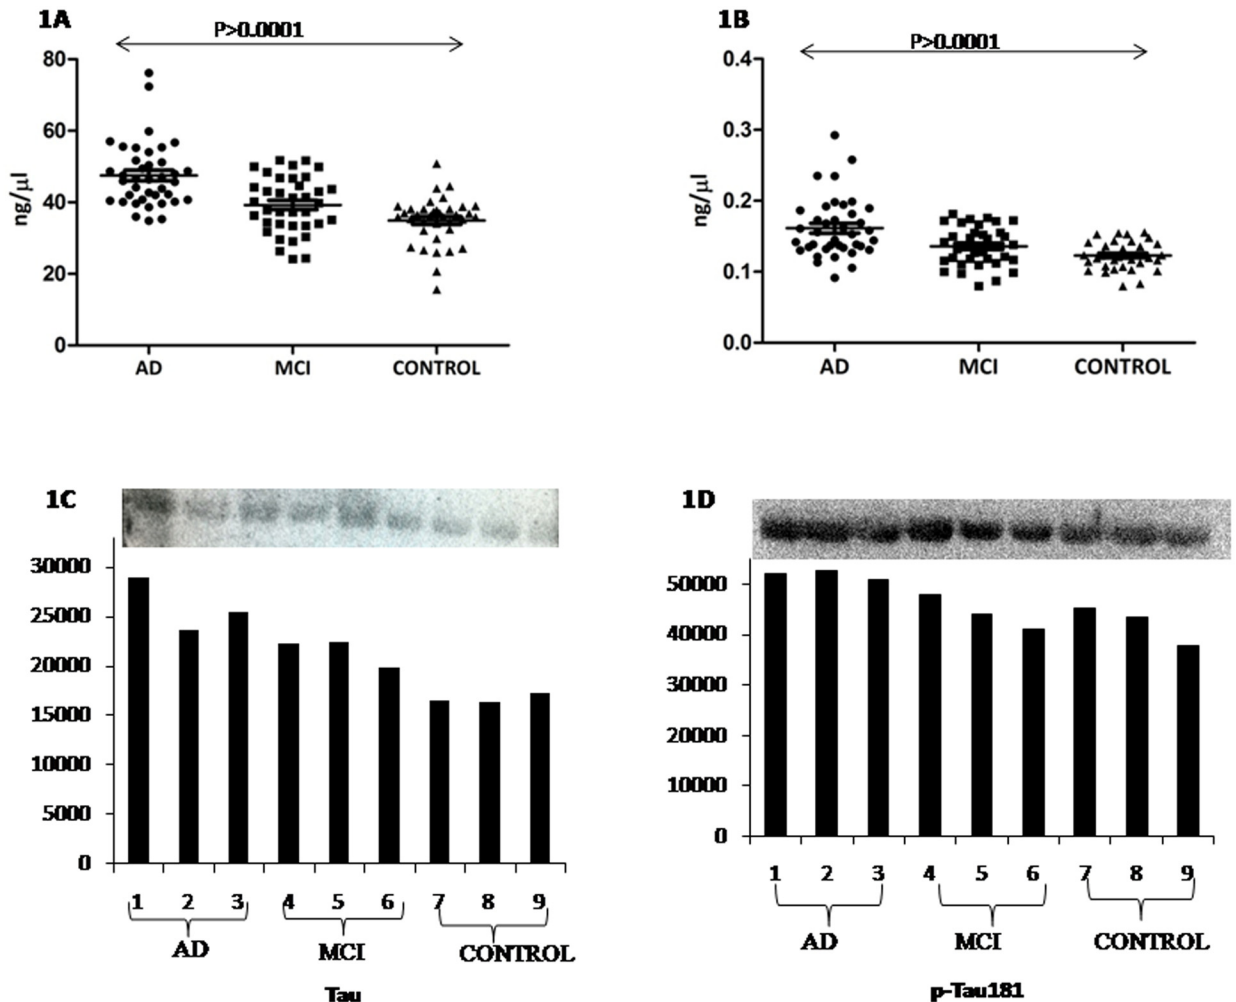 1A
P>0.0001
80
60
40
20
0
ng/µl
AD MCI CONTROL
1B
P>0.0001
0.4
0.3
0.2
0.1
0.0
ng/µl
AD MCI CONTROL
1C
30000
25000
20000
15000
10000
5000
0
1 2 3 4 5 6 7 8 9
AD MCI CONTROL
Tau
1D
50000
40000
30000
20000
10000
0
1 2 3 4 5 6 7 8 9
AD MCI CONTROL
p-Tau181